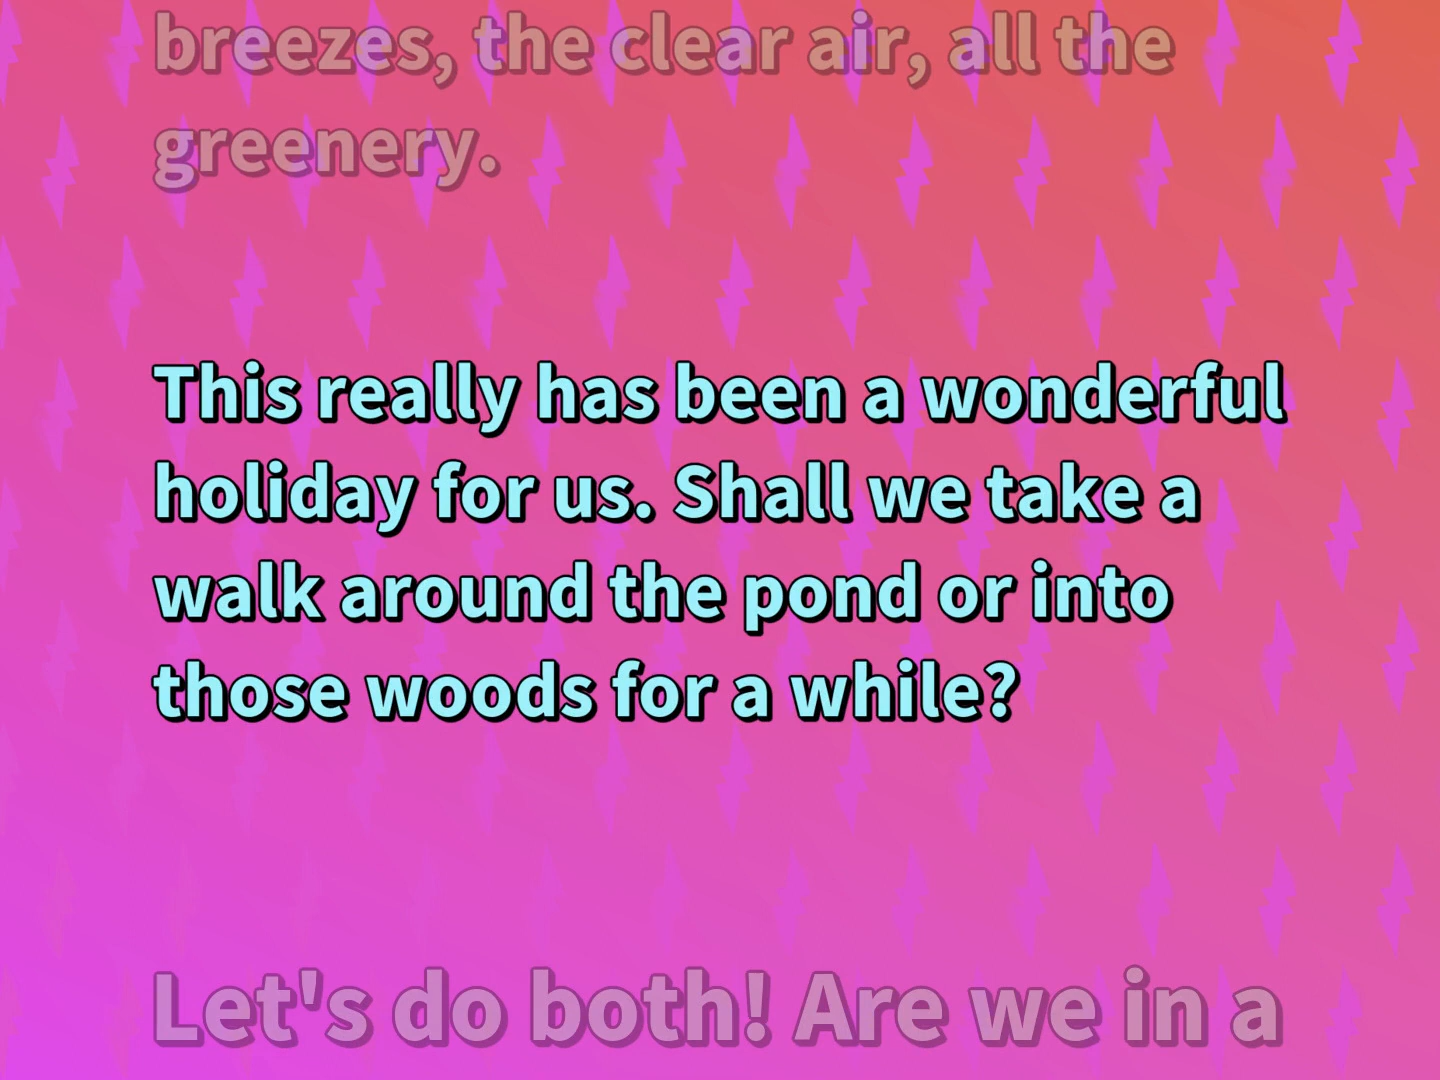 breezes, the clear air, all the
greenery.
This really has been a wonderful
holiday for us. Shall we take a
walk around the pond or into
those woods for a while?
Let's do both! Are we in a